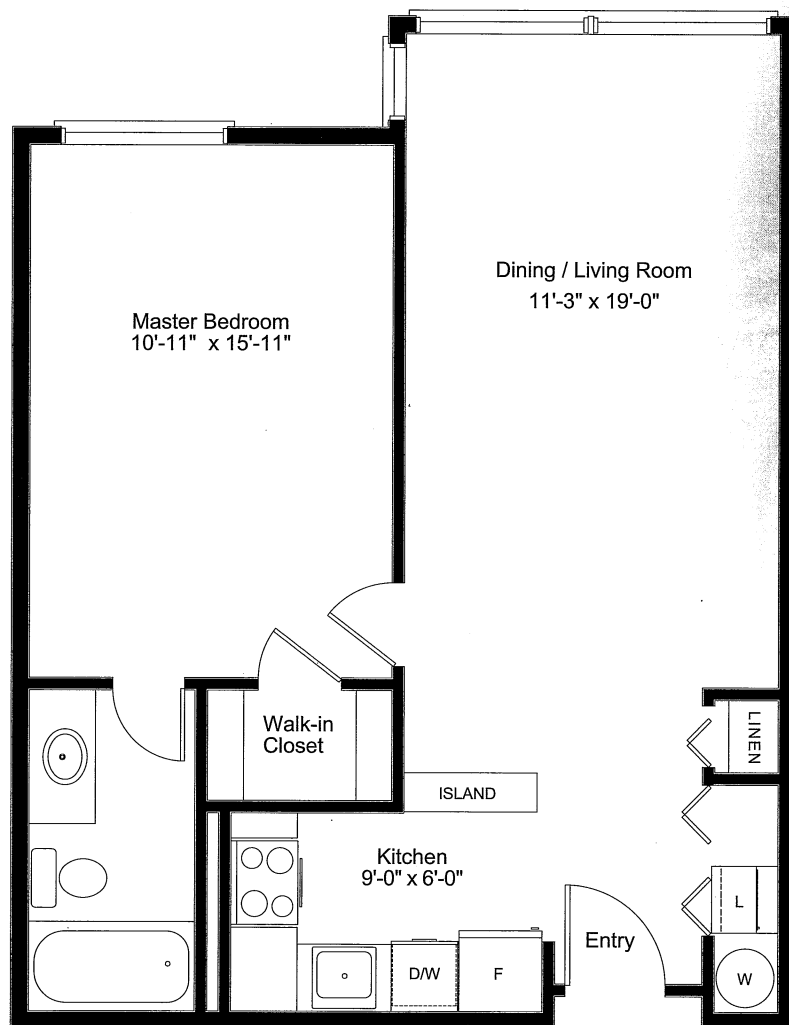 Dining / Living Room
11'-3" x 19'-0"
Master Bedroom
10'-11" x 15'-11"
Walk-in
Closet
LINEN
ISLAND
Kitchen
9'-0" x 6'-0"
L
Entry
D/W
F
W